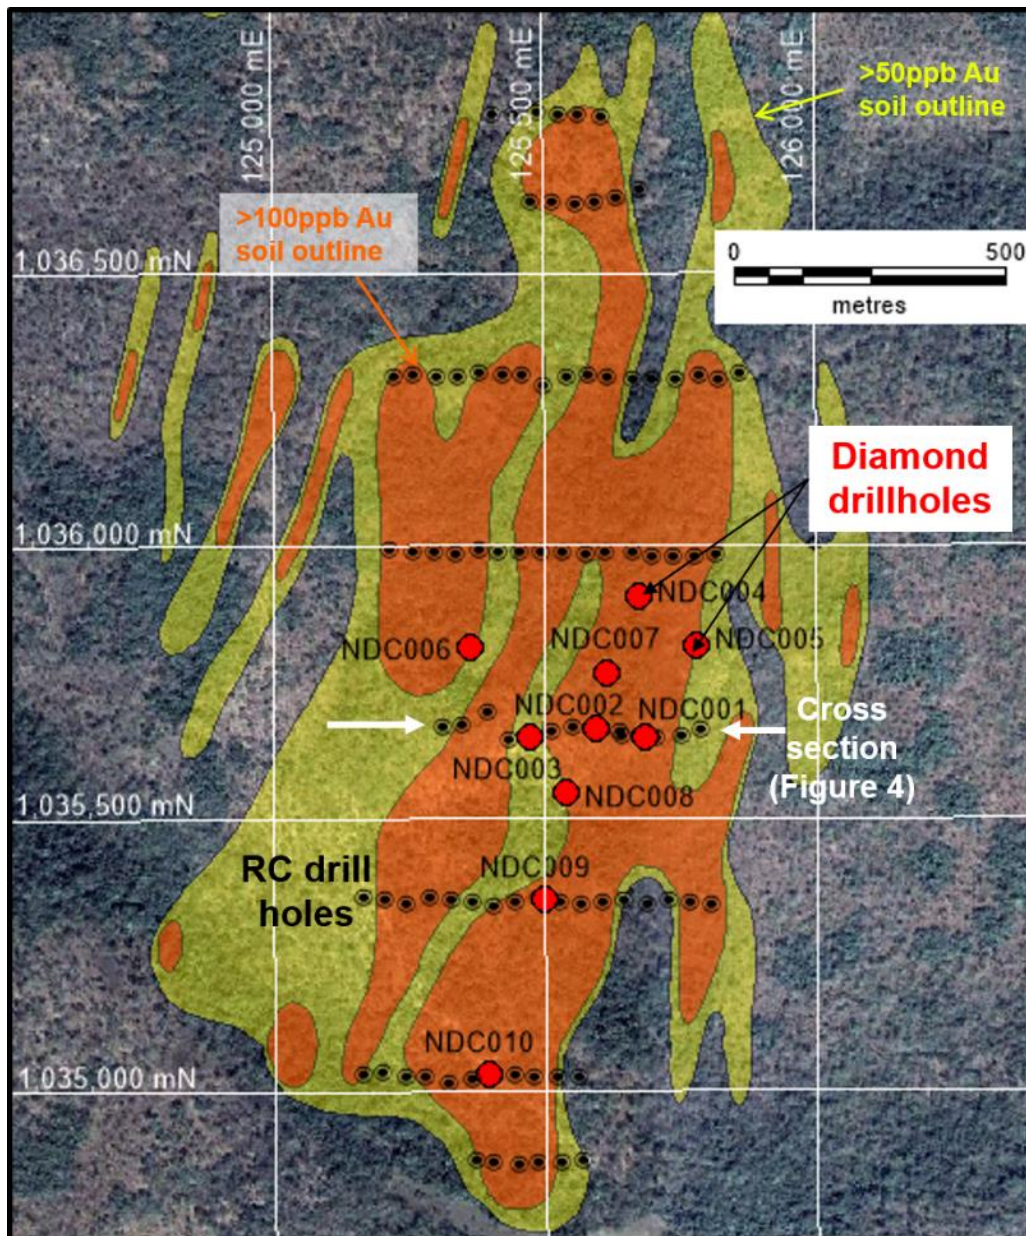 125,000 mE
125,500 mE
126,000 mE
>50ppb Au
soil outline
>100ppb Au
soil outline
1,036,500 mN
0
500
metres
Diamond
drillholes
1,036,000 mN
NDC004
NDC007
NDC005
NDC006
NDC002
NDC001
Cross
section
(Figure 4)
NDC003
NDC008
1,035,500 mN
RC drill
holes
NDC009
NDC010
1,035,000 mN